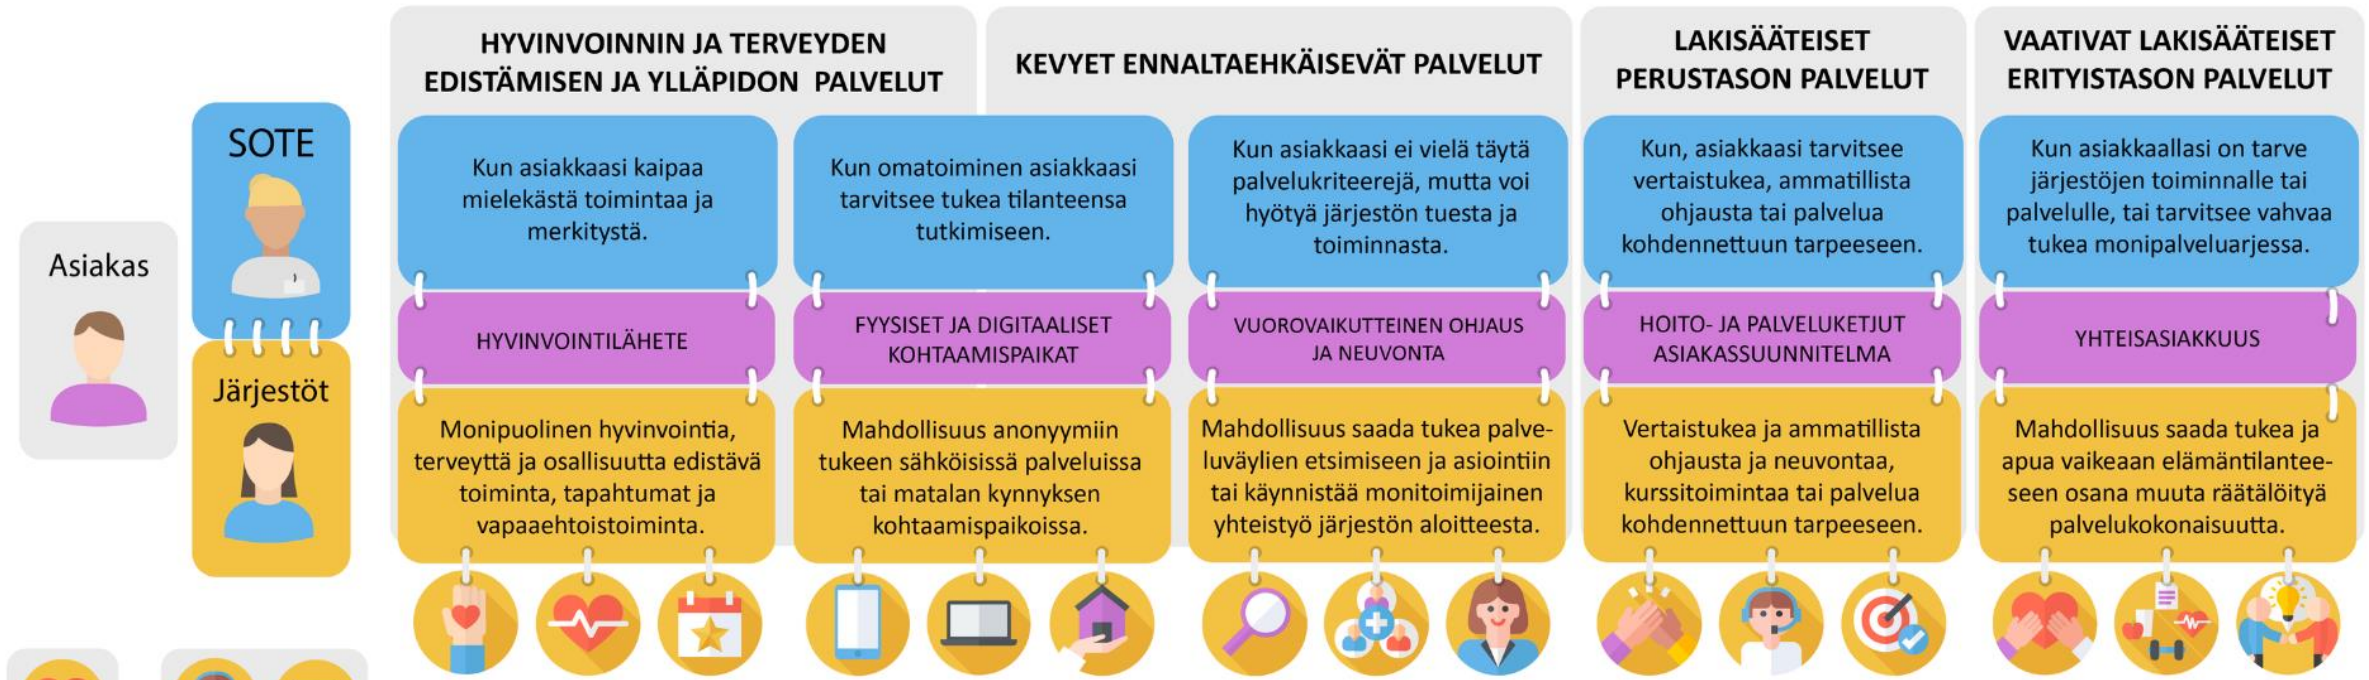 Asiakas
SOTE
Järjestöt
HYVINVOINNIN JA TERVEYDEN
EDISTÄMISEN JA YLLÄPIDON PALVELUT
KEVYET ENNALTAEHKÄISEVÄT PALVELUT
LAKISÄÄTEISET
PERUSTASON PALVELUT
VAATIVAT LAKISÄÄTEISET
ERITYISTASON PALVELUT
Kun asiakkaasi kaipaa
mielekästä toimintaa ja
merkitystä.
Kun omatoiminen asiakkaasi
tarvitsee tukea tilanteensa
tutkimiseen.
Kun asiakkaasi ei vielä täytä
palvelukriteerejä, mutta voi
hyötyä järjestön tuesta ja
toiminnasta.
Kun, asiakkaasi tarvitsee
vertaistukea, ammatillista
ohjausta tai palvelua
kohdennettuun tarpeeseen.
Kun asiakkaallasi on tarve
järjestöjen toiminnalle tai
palvelulle, tai tarvitsee vahvaa
tukea monipalveluarjessa.
HYVINVOINTILÄHETE
FYYSISET JA DIGITAALISET
KOHTAAMISPAIKAT
VUOROVAIKUTTEINEN OHJAUS
JA NEUVONTA
HOITO- JA PALVELUKETJUT
ASIAKASSUUNNITELMA
YHTEISASIAKKUUS
Monipuolinen hyvinvointia,
terveyttä ja osallisuutta edistävä
toiminta, tapahtumat ja
vapaaehtoistoiminta.
Mahdollisuus anonyymiin
tukeen sähköisissä palveluissa
tai matalan kynnyksen
kohtaamispaikoissa.
Mahdollisuus saada tukea palve-
luväylien etsimiseen ja asiointiin
tai käynnistää monitoimijainen
yhteistyö järjestön aloitteesta.
Vertaistukea ja ammatillista
ohjausta ja neuvontaa,
kurssitoimintaa tai palvelua
kohdennettuun tarpeeseen.
Mahdollisuus saada tukea ja
apua vaikeaan elämäntilantee-
seen osana muuta räätälöityä
palvelukokonaisuutta.